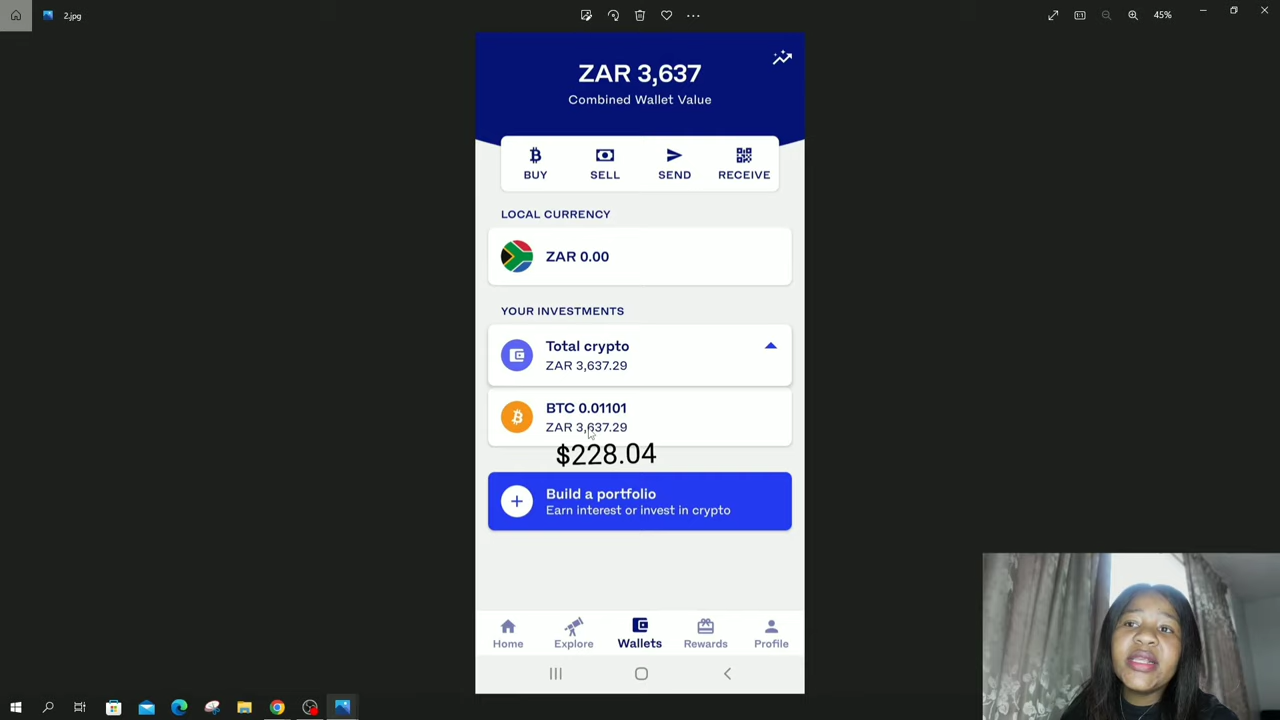 2.jpg
45%
ZAR 3,637
Combined Wallet Value
BUY
SELL
SEND
RECEIVE
LOCAL CURRENCY
ZAR 0.00
YOUR INVESTMENTS
Total crypto
ZAR 3,637.29
BTC 0.01101
ZAR 3,637.29
$228.04
Build a portfolio
Earn interest or invest in crypto
Home
Explore
Wallets
Rewards
Profile